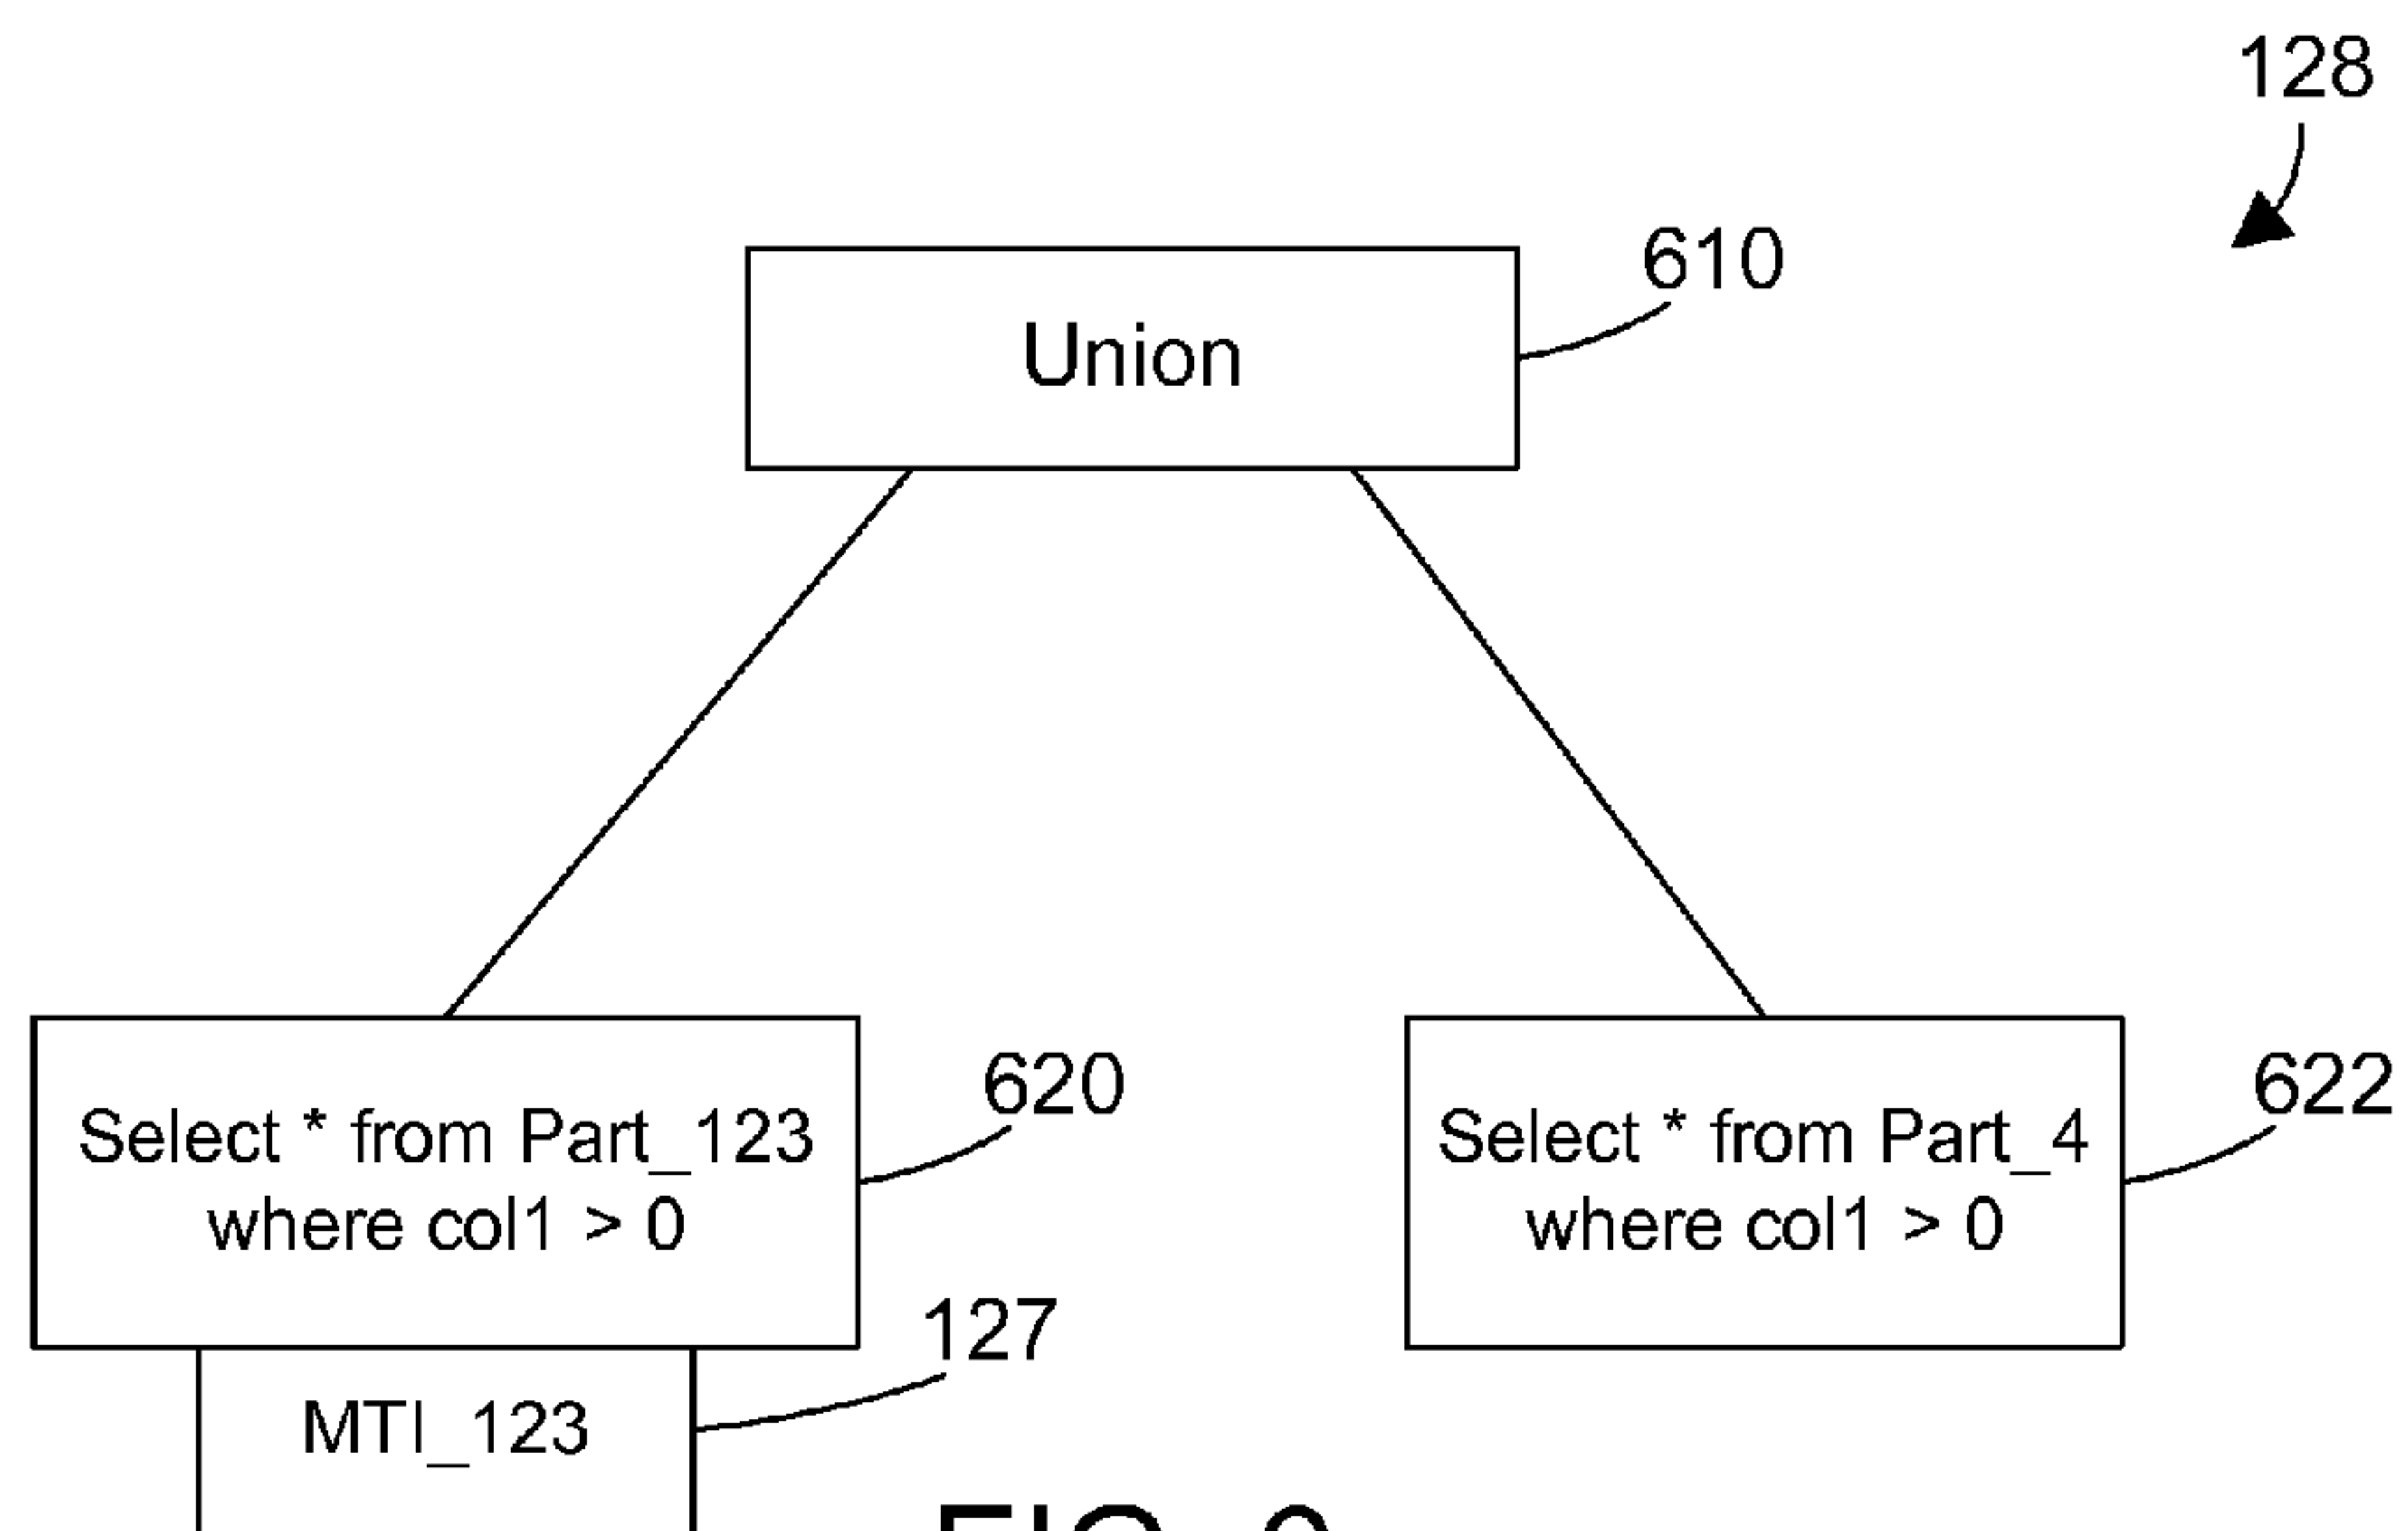 128
610
Union
620
622
Select * from Part_123
where col1 > 0
Select * from Part_4
where col1 > 0
127
MTI_123
FIG.